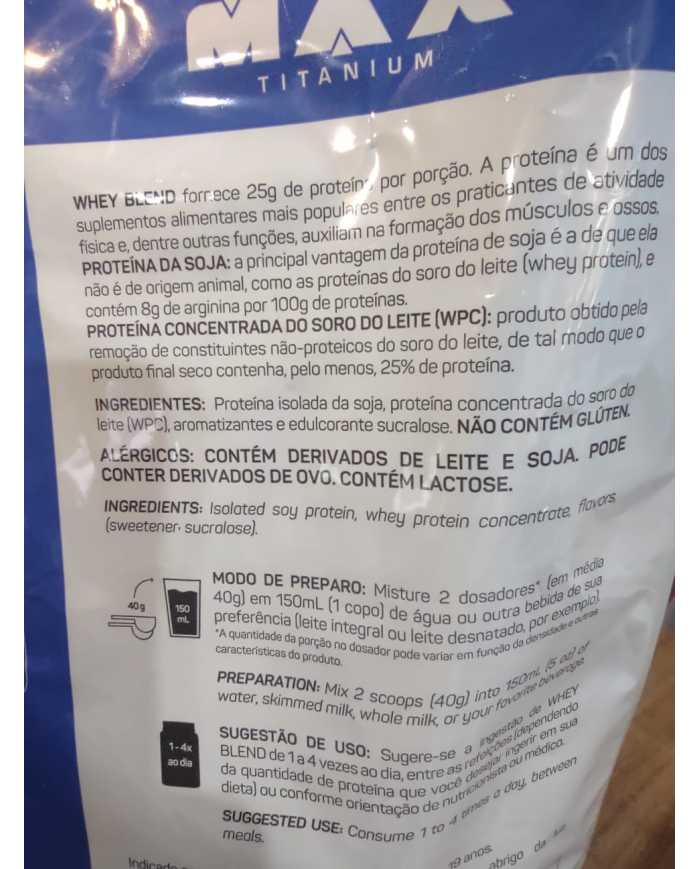 MAX
TITANIUM
WHEY BLEND fornece 25g de proteína por porção. A proteína é um dos
suplementos alimentares mais populares entre os praticantes de atividade
física e, dentre outras funções, auxiliam na formação dos músculos e ossos.
PROTEÍNA DA SOJA: a principal vantagem da proteína de soja é a de que ela
não é de origem animal, como as proteínas do soro do leite (whey protein), e
contém 8g de arginina por 100g de proteínas.
PROTEÍNA CONCENTRADA DO SORO DO LEITE (WPC): produto obtido pela
remoção de constituintes não-proteicos do soro do leite, de tal modo que o
produto final seco contenha, pelo menos, 25% de proteína.
INGREDIENTES: Proteína isolada da soja, proteína concentrada do soro do
leite (WPC), aromatizantes e edulcorante sucralose. NÃO CONTÉM GLÚTEN.
ALÉRGICOS: CONTÉM DERIVADOS DE LEITE E SOJA. PODE
CONTER DERIVADOS DE OVO. CONTÉM LACTOSE.
INGREDIENTS: Isolated soy protein, whey protein concentrate, flavors
(sweetener: sucralose).
40g
150
mL
MODO DE PREPARO: Misture 2 dosadores* (em média
40g) em 150mL (1 copo) de água ou outra bebida de sua
preferência (leite integral ou leite desnatado, por exemplo).
*A quantidade da porção no dosador pode variar em função da densidade e outras
características do produto.
PREPARATION: Mix 2 scoops (40g) into 150mL (5 oz) of
water, skimmed milk, whole milk, or your favorite beverage.
1-4x
ao dia
SUGESTÃO DE USO: Sugere-se a ingestão de WHEY
BLEND de 1 a 4 vezes ao dia, entre as refeições (dependendo
da quantidade de proteína que você desejar ingerir em sua
dieta) ou conforme orientação de nutricionista ou médico.
SUGGESTED USE: Consume 1 to 4 times a day, between
meals.
Indicado
19 anos.
abrigo da